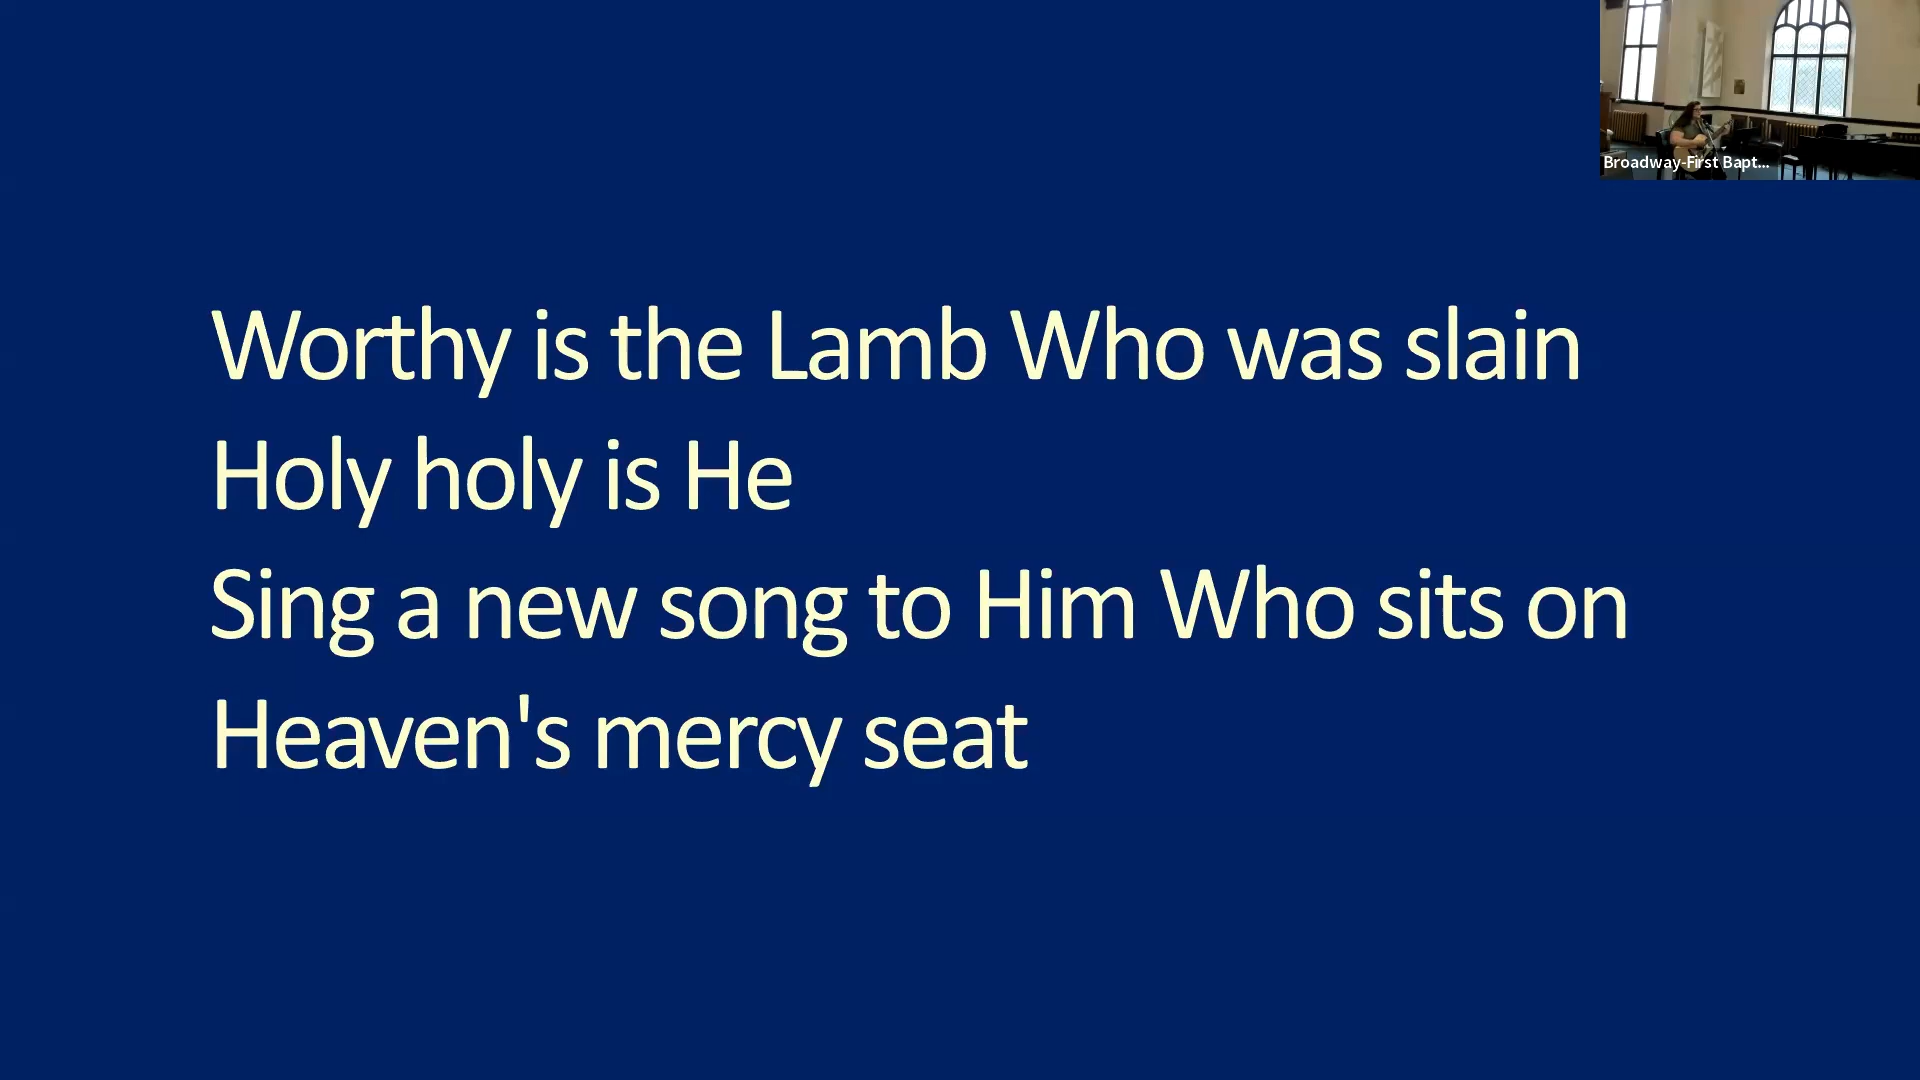 Broadway-First Bapt...
Worthy is the Lamb Who was slain
Holy holy is He
Sing a new song to Him Who sits on
Heaven's mercy seat